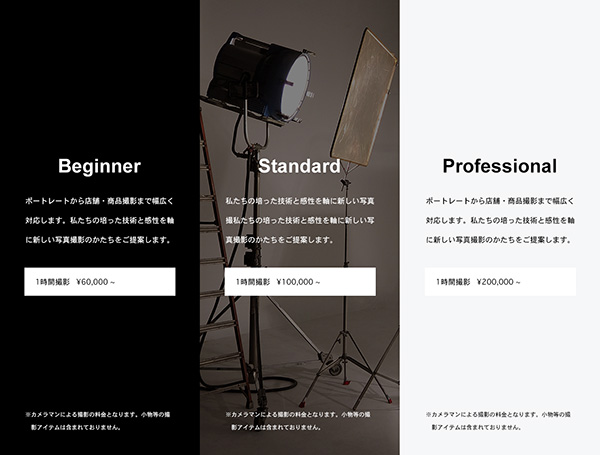 Beginner
ポートレートから店舗・商品撮影まで幅広く
対応します。私たちの培った技術と感性を軸
に新しい写真撮影のかたちをご提案します。
1時間撮影 ¥60,000 ~
※カメラマンによる撮影の料金となります。小物等の撮
影アイテムは含まれておりません。
Standard
私たちの培った技術と感性を軸に新しい写真
撮私たちの培った技術と感性を軸に新しい写
真撮影のかたちをご提案します。
1時間撮影 ¥100,000 ~
※カメラマンによる撮影の料金となります。小物等の撮
影アイテムは含まれておりません。
Professional
ポートレートから店舗・商品撮影まで幅広く
対応します。私たちの培った技術と感性を軸
に新しい写真撮影のかたちをご提案します。
1時間撮影 ¥200,000 ~
※カメラマンによる撮影の料金となります。小物等の撮
影アイテムは含まれておりません。